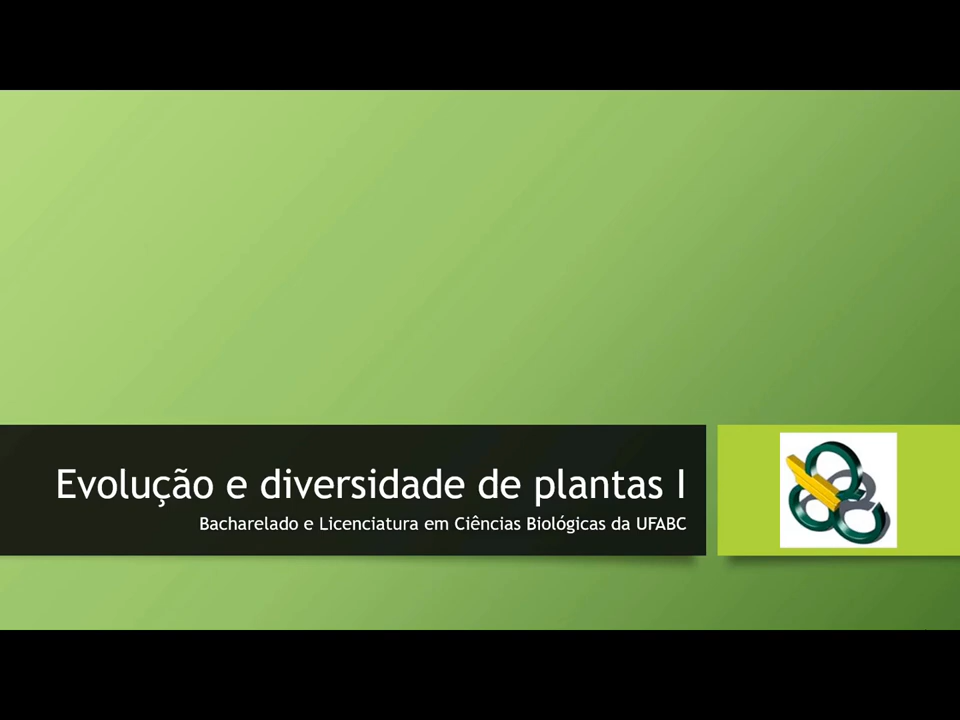 Evolução e diversidade de plantas I
Bacharelado e Licenciatura em Ciências Biológicas da UFABC